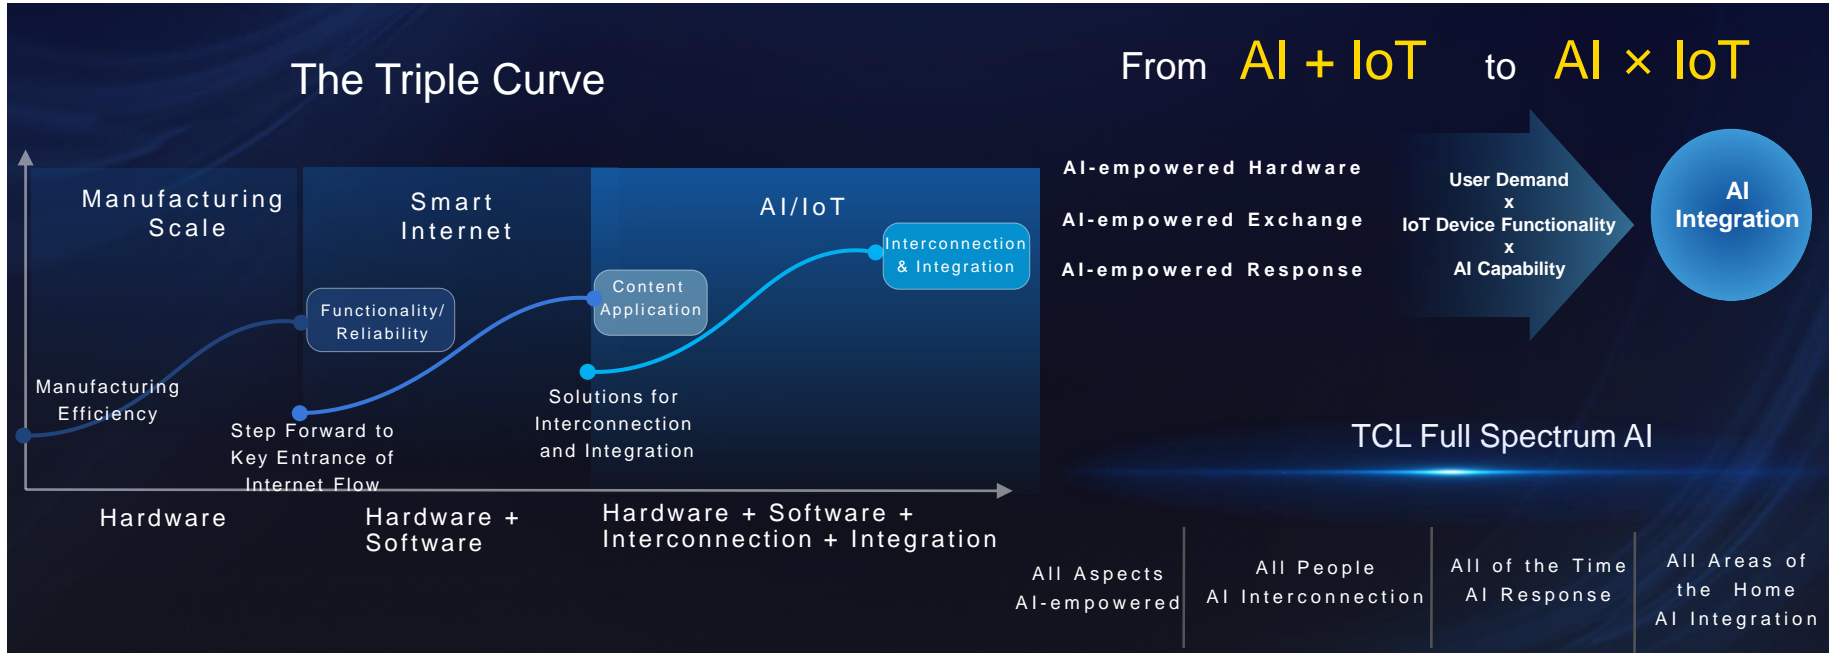 The Triple Curve
Manufacturing
Scale
Smart
Internet
AI/IoT
Interconnection
& Integration
Content
Application
Functionality/
Reliability
Manufacturing
Efficiency
Step Forward to
Key Entrance of
Internet Flow
Solutions for
Interconnection
and Integration
Hardware
Hardware +
Software
Hardware + Software +
Interconnection + Integration
From AI + IoT to AI × IoT
AI-empowered Hardware
AI-empowered Exchange
AI-empowered Response
User Demand
x
IoT Device Functionality
x
AI Capability
AI
Integration
TCL Full Spectrum AI
All Aspects
AI-empowered
All People
AI Interconnection
All of the Time
AI Response
All Areas of
the Home
AI Integration